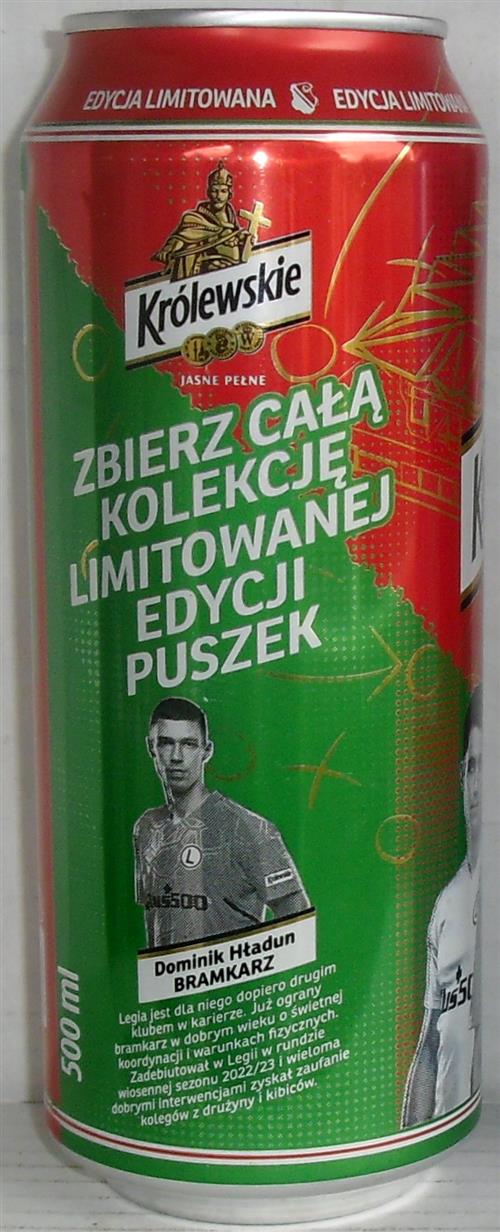 EDYCJA LIMITOWANA EDYCJA LIMITOWANA
Królewskie
JASNE PEŁNE
ZBIERZ CAŁĄ
KOLEKCJĘ
LIMITOWANEJ
EDYCJI
PUSZEK
L
Królewskie
Plus500
Dominik Hładun
BRAMKARZ
Legia jest dla niego dopiero drugim
klubem w karierze. Już ograny
bramkarz w dobrym wieku o świetnej
koordynacji i warunkach fizycznych.
Zadebiutował w Legii w rundzie
wiosennej sezonu 2022/23 i wieloma
dobrymi interwencjami zyskał zaufanie
kolegów z drużyny i kibiców.
500 ml